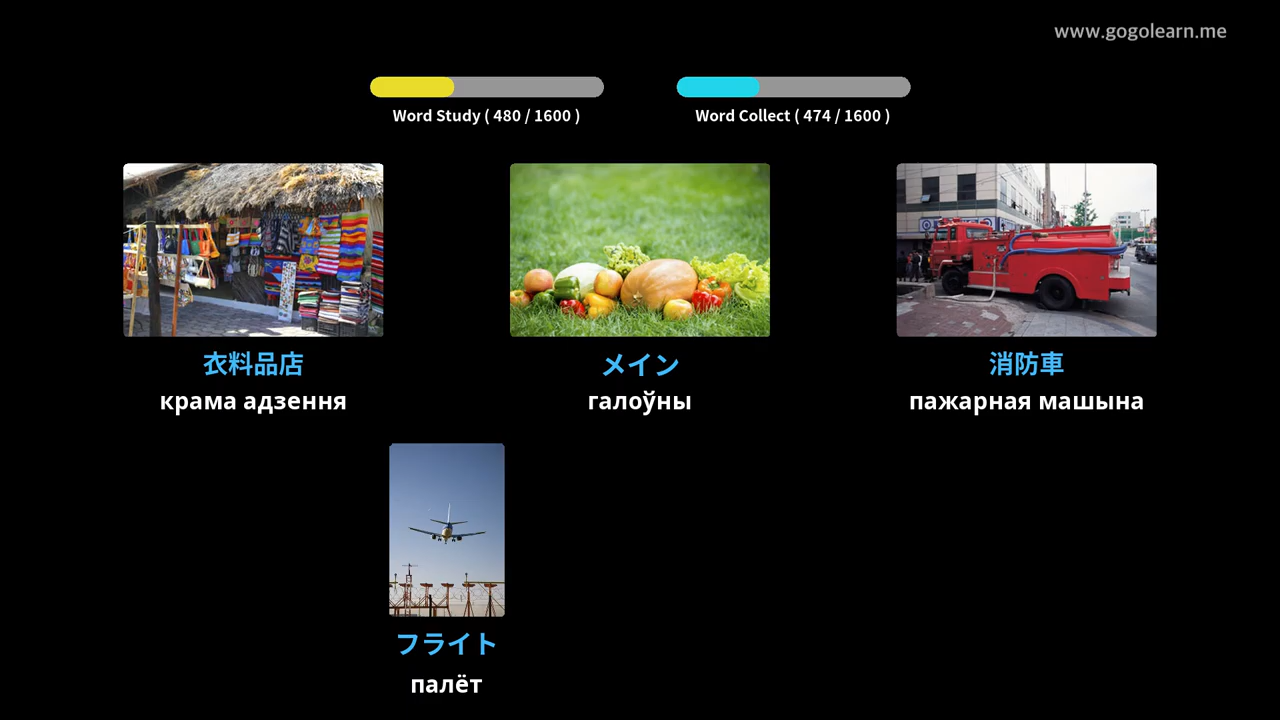 www.gogolearn.me
Word Study ( 480 / 1600 )
Word Collect ( 474 / 1600 )
衣料品店
крама адзення
メイン
галоўны
消防車
пажарная машына
フライト
палёт